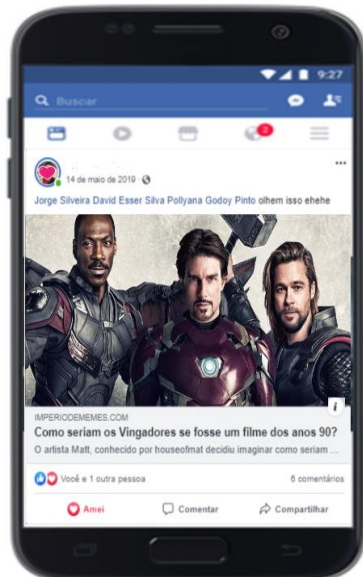 9:27
Buscar
2
14 de maio de 2019
Jorge Silveira David Esser Silva Pollyana Godoy Pinto olhem isso ehehe
i
IMPERIODEMEMES.COM
Como seriam os Vingadores se fosse um filme dos anos 90?
O artista Matt, conhecido por houseofmat decidiu imaginar como seriam ...
Você e 1 outra pessoa 6 comentários
Amei Comentar Compartilhar